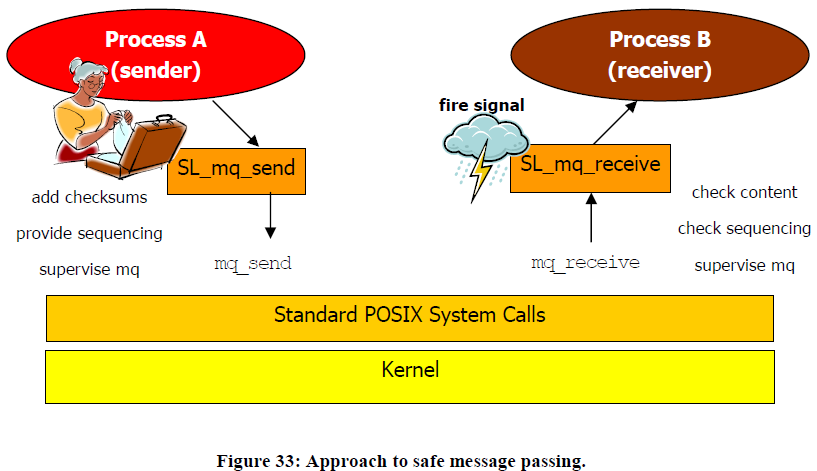 Process A
(sender)
Process B
(receiver)
fire signal
SL_mq_send
SL_mq_receive
add checksums
provide sequencing
supervise mq
mq_send
mq_receive
check content
check sequencing
supervise mq
Standard POSIX System Calls
Kernel
Figure 33: Approach to safe message passing.